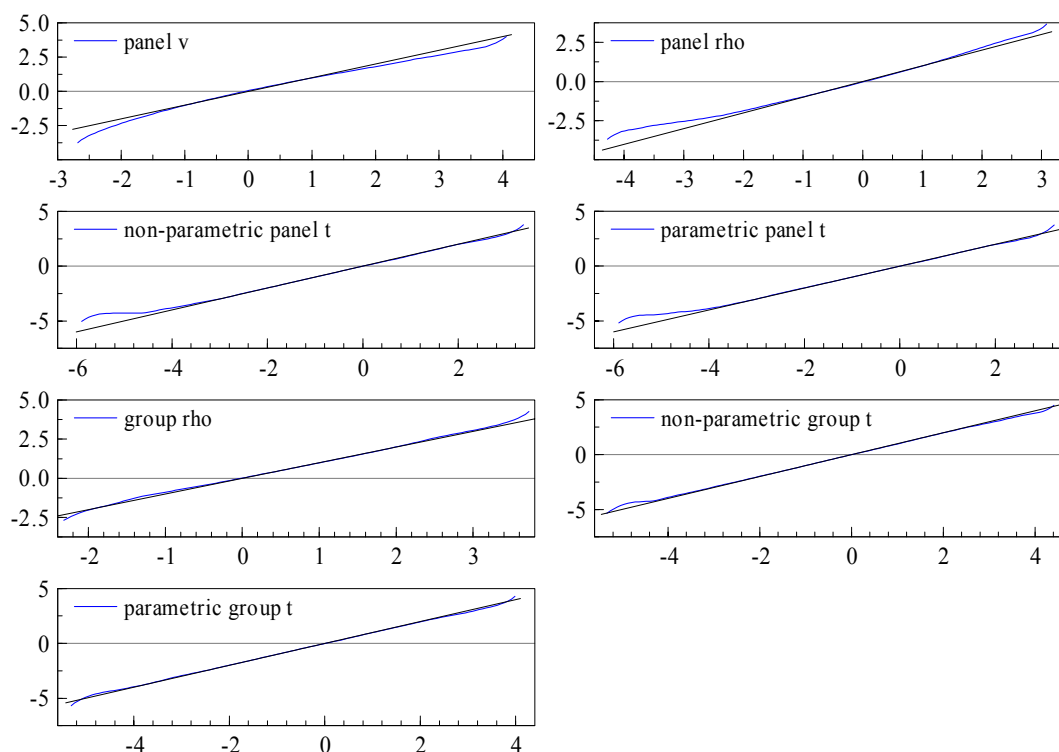 5.0
panel v
2.5
0.0
-2.5
-3 -2 -1 0 1 2 3 4
2.5
panel rho
0.0
-2.5
-4 -3 -2 -1 0 1 2 3
5
non-parametric panel t
0
-5
-6 -4 -2 0 2
5
parametric panel t
0
-5
-6 -4 -2 0 2
5.0
group rho
2.5
0.0
-2.5
-2 -1 0 1 2 3
5
non-parametric group t
0
-5
-4 -2 0 2 4
5
parametric group t
0
-5
-4 -2 0 2 4